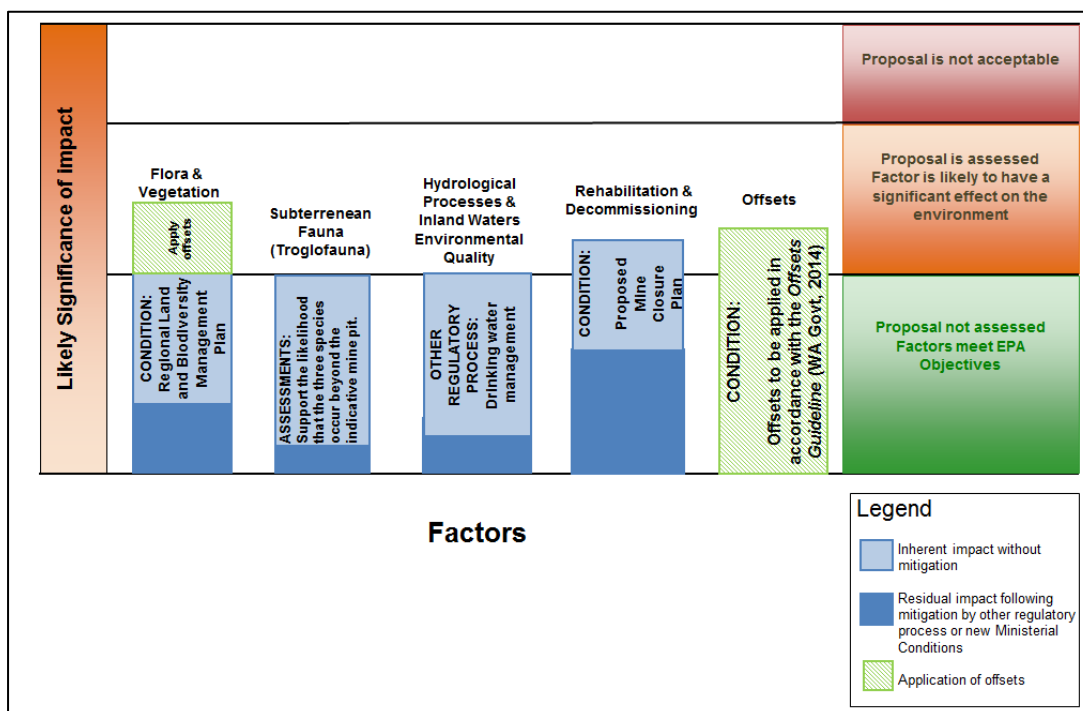 Likely Significance of impact
Flora &
Vegetation
Apply
offsets
CONDITION:
Regional Land
and Biodiversity
Management
Plan
Subterrenean
Fauna
(Troglofauna)
ASSESSMENTS:
Support the likelihood
that the three species
occur beyond the
indicative mine pit.
Hydrological
Processes &
Inland Waters
Environmental
Quality
OTHER
REGULATORY
PROCESS:
Drinking water
management
Rehabilitation &
Decommissioning
CONDITION:
Proposed
Mine
Closure
Plan
Offsets
CONDITION:
Offsets to be applied in
accordance with the Offsets
Guideline (WA Govt, 2014)
Proposal is not acceptable
Proposal is assessed
Factor is likely to have a
significant effect on the
environment
Proposal not assessed
Factors meet EPA
Objectives
Factors
Legend
Inherent impact without
mitigation
Residual impact following
mitigation by other regulatory
process or new Ministerial
Conditions
Application of offsets